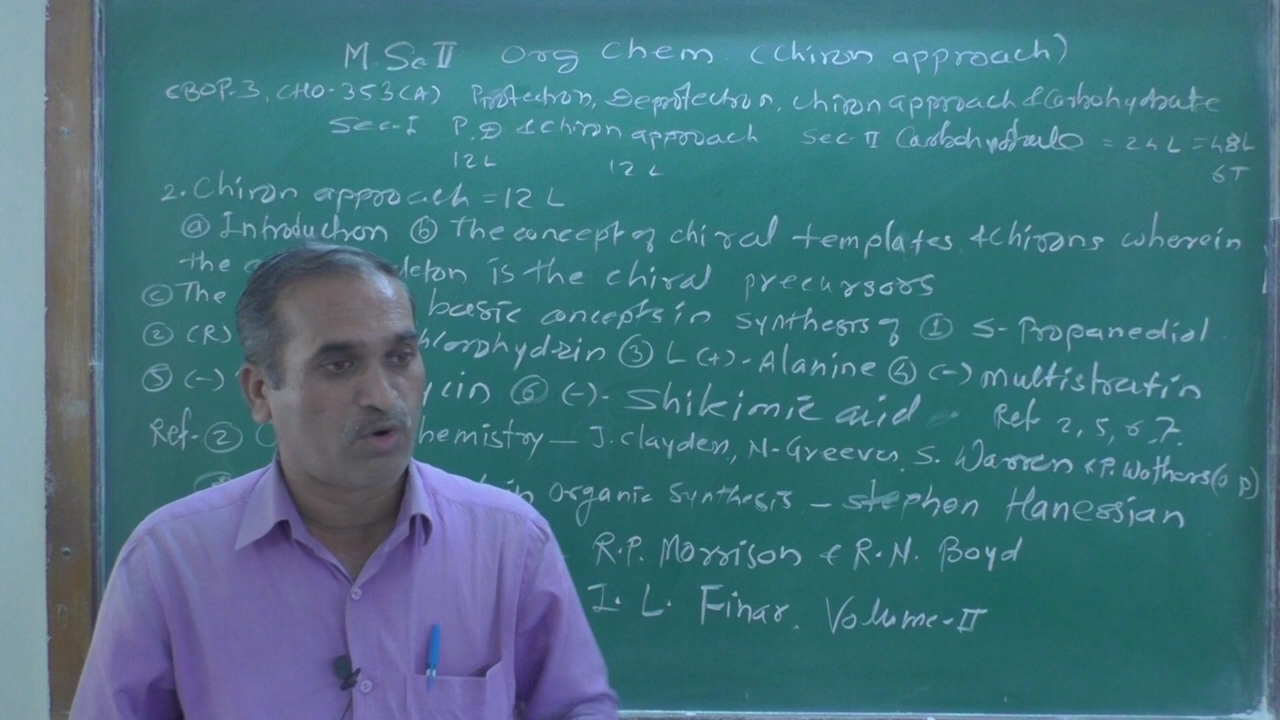 M.Sc II Org Chem (Chiron approach)
CBOP-3, CHO-353(A) Protection, Deprotection, Chiron approach & Carbohydrate
Sec-I P.D & chiron approach Sec-II Carbohydrate = 24 L = 48L
12 L 12 L 6T
2. Chiron approach = 12 L
ⓐ Introduction ⓑ The concept of chiral templates & chirons wherein
the is the chiral precursors
ⓒ The basic concepts in synthesis of ① S-Propanediol
② (R) ③ L(+)-Alanine ④ (-) multistratin
⑤ (-) ⑥ (-)- Shikimic acid Ref 2, 5, 6, 7.
Ref- ② hemistry - J. Clayden, N-Greeves, S. Warren & P. Wothers (O P)
in organic synthesis - Stephen Hanessian
R.P. Morrison & R.N. Boyd
I. L. Finar. Volume-II